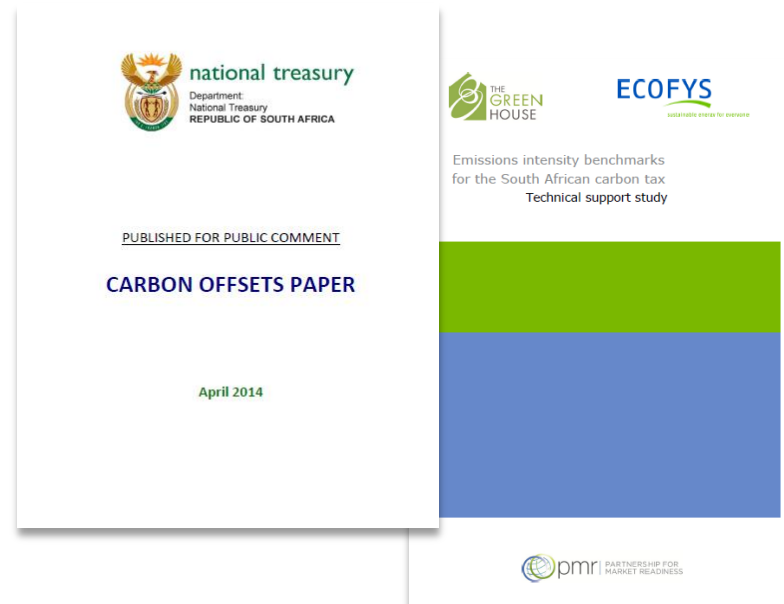 national treasury
Department:
National Treasury
REPUBLIC OF SOUTH AFRICA
PUBLISHED FOR PUBLIC COMMENT
CARBON OFFSETS PAPER
April 2014
THE
GREEN
HOUSE
ECOFYS
sustainable energy for everyone
Emissions intensity benchmarks
for the South African carbon tax
Technical support study
pmr
PARTNERSHIP FOR
MARKET READINESS